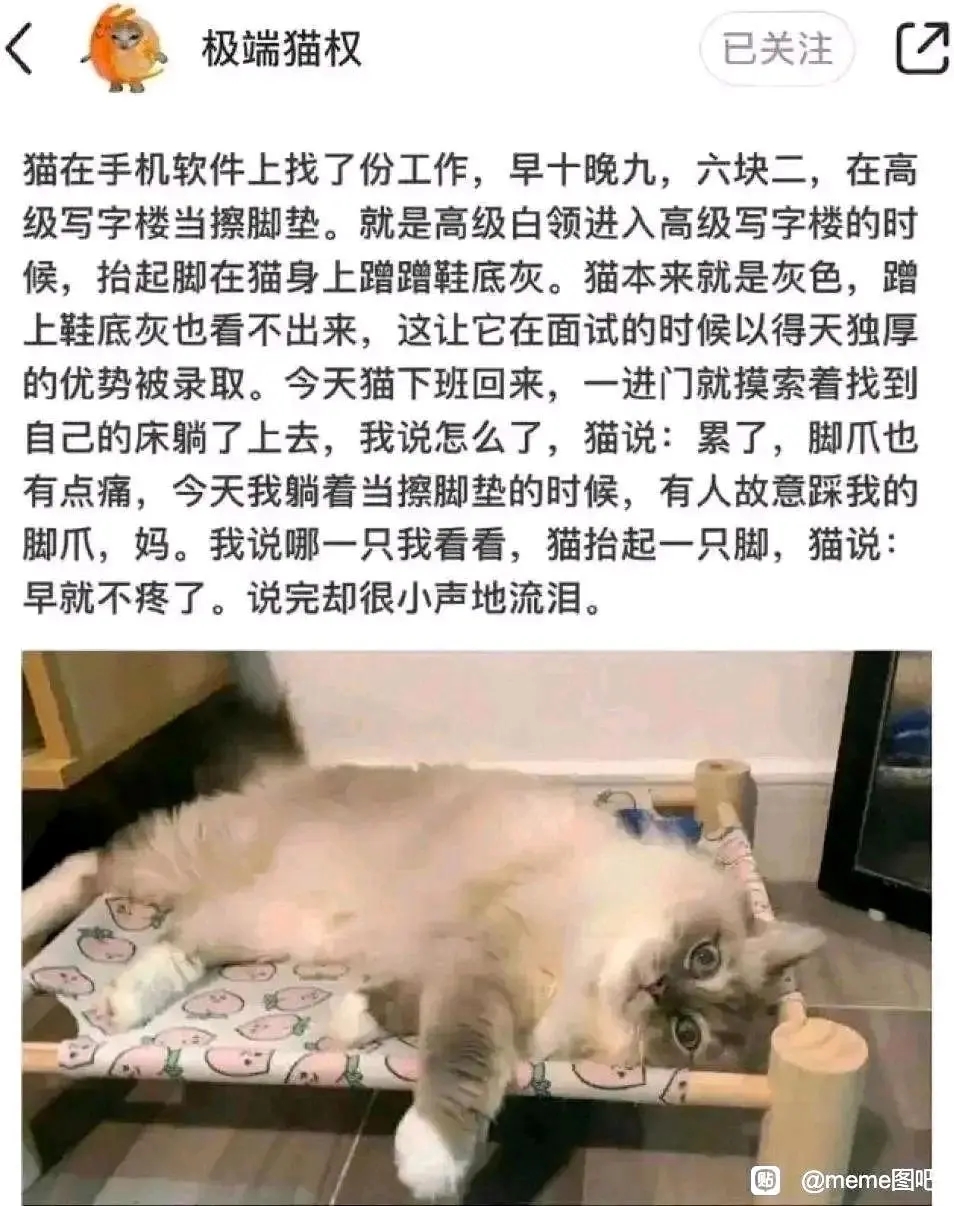 极端猫权
已关注
猫在手机软件上找了份工作，早十晚九，六块二，在高
级写字楼当擦脚垫。就是高级白领进入高级写字楼的时
候，抬起脚在猫身上蹭蹭鞋底灰。猫本来就是灰色，蹭
上鞋底灰也看不出来，这让它在面试的时候以得天独厚
的优势被录取。今天猫下班回来，一进门就摸索着找到
自己的床躺了上去，我说怎么了，猫说：累了，脚爪也
有点痛，今天我躺着当擦脚垫的时候，有人故意踩我的
脚爪，妈。我说哪一只我看看，猫抬起一只脚，猫说：
早就不疼了。说完却很小声地流泪。
贴 @meme图吧